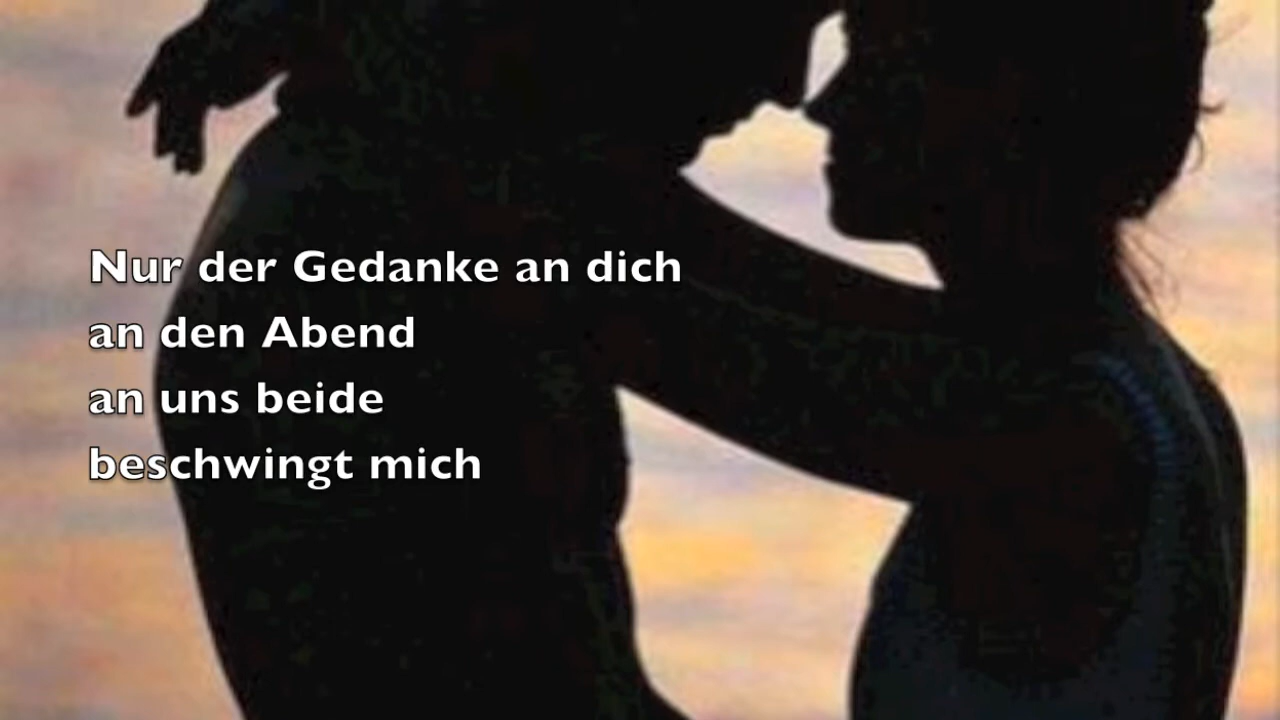 Nur der Gedanke an dich
an den Abend
an uns beide
beschwingt mich